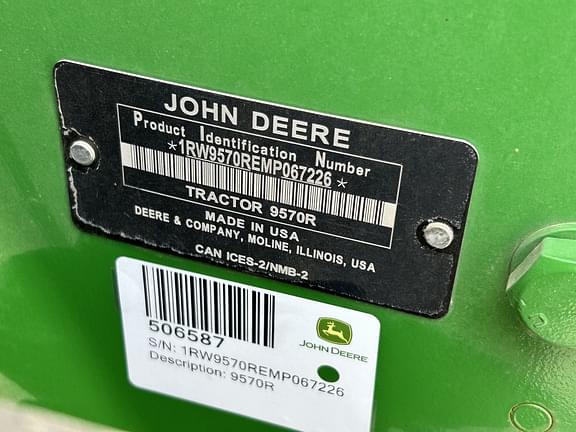 JOHN DEERE
Product Identification Number
*1RW9570REMP067226*
TRACTOR 9570R
MADE IN USA
DEERE & COMPANY, MOLINE, ILLINOIS, USA
CAN ICES-2/NMB-2
506587
S/N: 1RW9570REMP067226
Description: 9570R
JOHN DEERE